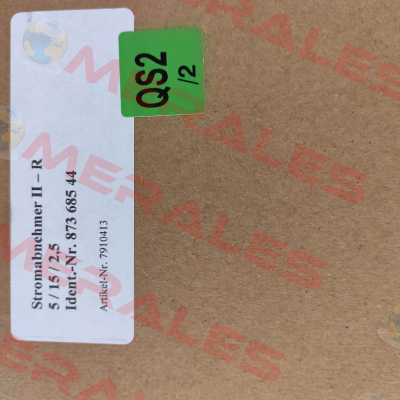 Stromabnehmer II – R
5 / 15 / 2,5
Ident.-Nr. 873 685 44
Artikel-Nr. 7910413
QS2
/2
MERALES
MERALES
MERALES
MERALES